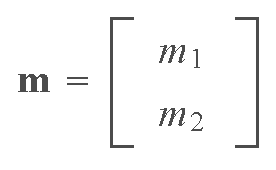 m = [ m₁
m₂ ]